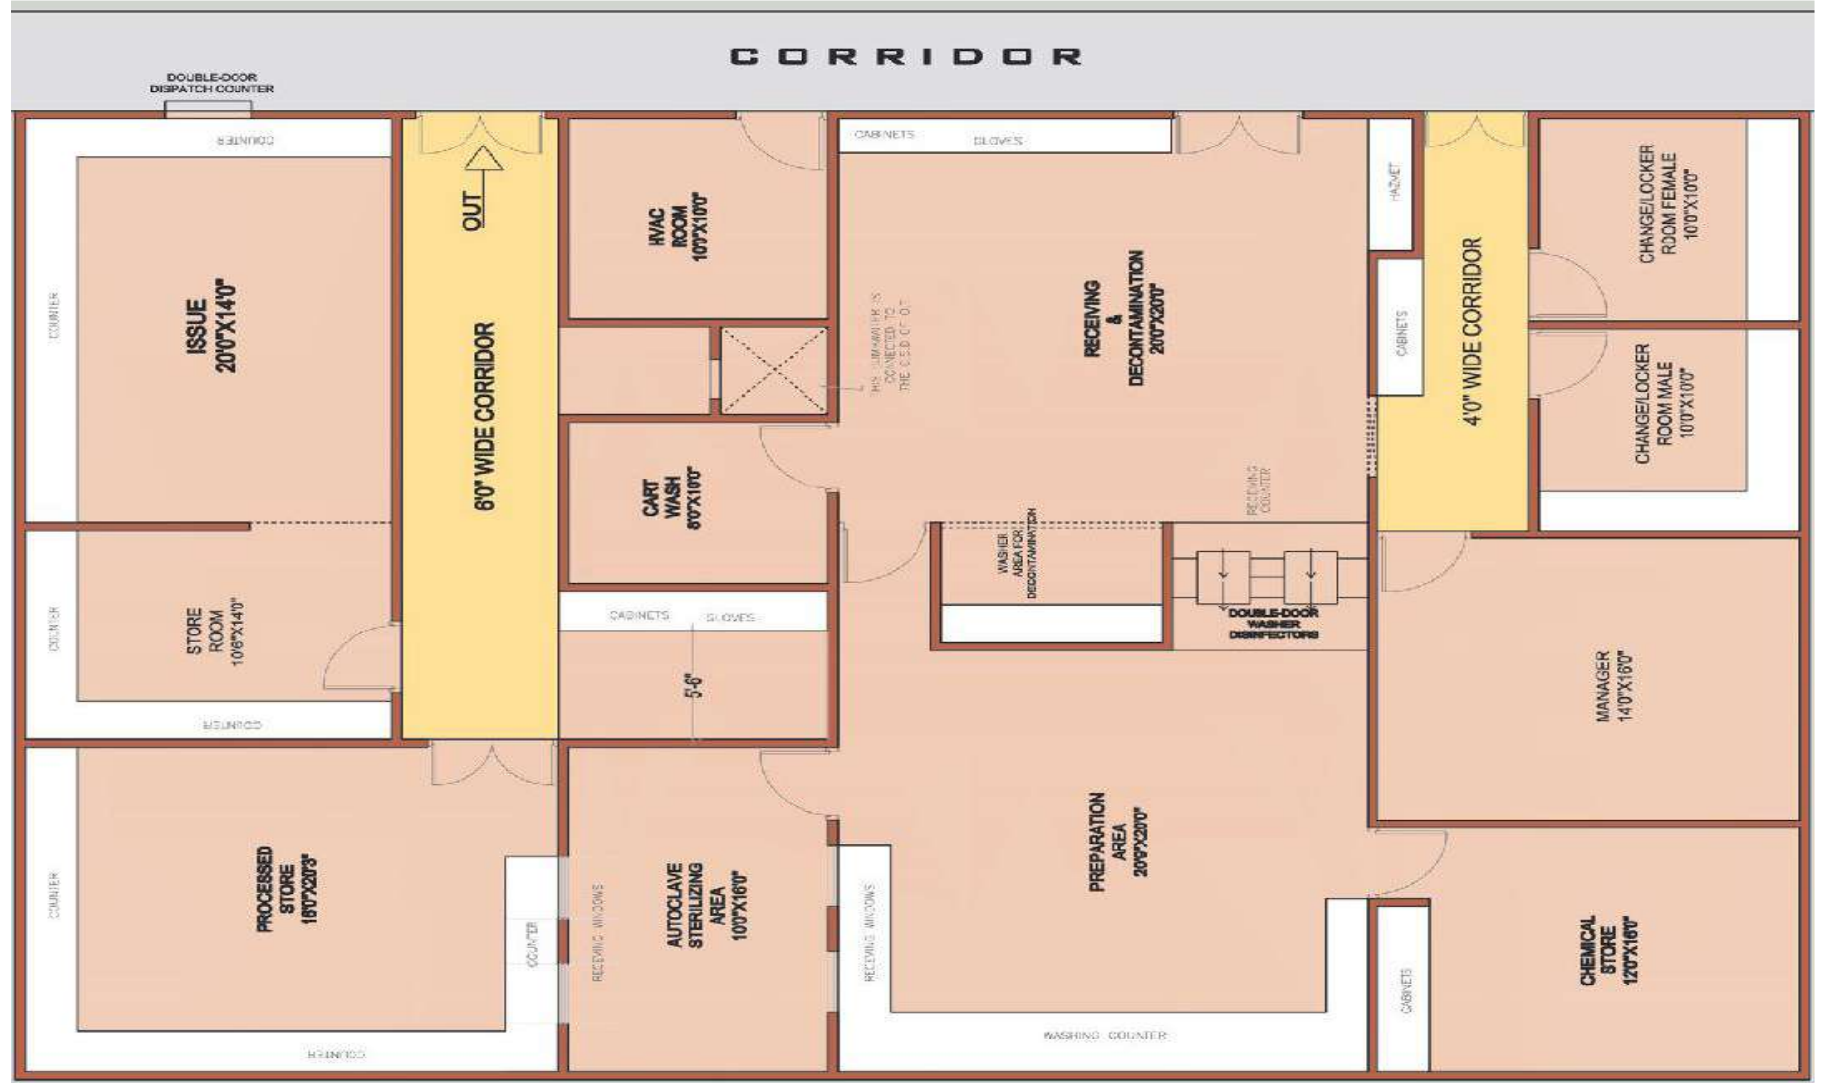 CORRIDOR
DOUBLE-DOOR
DISPATCH COUNTER
COUNTER
COUNTER
ISSUE
20'0"X14'0"
OUT
6'0" WIDE CORRIDOR
HVAC
ROOM
10'0"X10'0"
CABINETS
GLOVES
RECEIVING
&
DECONTAMINATION
20'0"X20'0"
HAZMET
CABINETS
4'0" WIDE CORRIDOR
CHANGE/LOCKER
ROOM FEMALE
10'0"X10'0"
CHANGE/LOCKER
ROOM MALE
10'0"X10'0"
CONNECTED TO
CART
WASH
8'0"X10'0"
RECEIVING
COUNTER
WASHER
AREA FOR
DECONTAMINATION
DOUBLE-DOOR
WASHER
DISINFECTORS
COUNTER
STORE
ROOM
10'6"X14'0"
COUNTER
CABINETS
GLOVES
5'-6"
MANAGER
14'0"X16'0"
COUNTER
PROCESSED
STORE
16'0"X20'3"
COUNTER
COUNTER
RECEIVING WINDOWS
AUTOCLAVE
STERILIZING
AREA
10'0"X16'0"
RECEIVING WINDOWS
PREPARATION
AREA
20'9"X20'0"
WASHING COUNTER
CABINETS
CHEMICAL
STORE
12'0"X16'0"